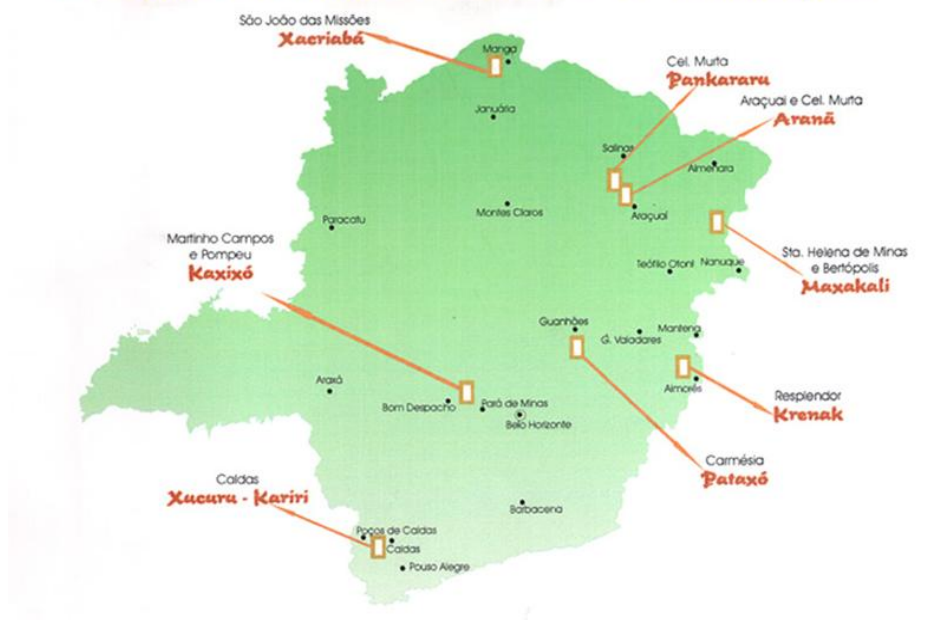 São João das Missões
Xacriabá
Manga
Cel. Murta
Pankararu
Araçuaí e Cel. Murta
Aranã
Januária
Salinas
Almenara
Montes Claros
Araçuaí
Paracatu
Martinho Campos
e Pompeu
Kaxixó
Sta. Helena de Minas
e Bertópolis
Maxakali
Teófilo Otoni
Nanuque
Guanhães
G. Valadares
Mantena
Araxá
Bom Despacho
Pará de Minas
Belo Horizonte
Aimorés
Resplendor
Krenak
Carmésia
Pataxó
Caldas
Xucuru - Kariri
Barbacena
Poços de Caldas
Caldas
Pouso Alegre